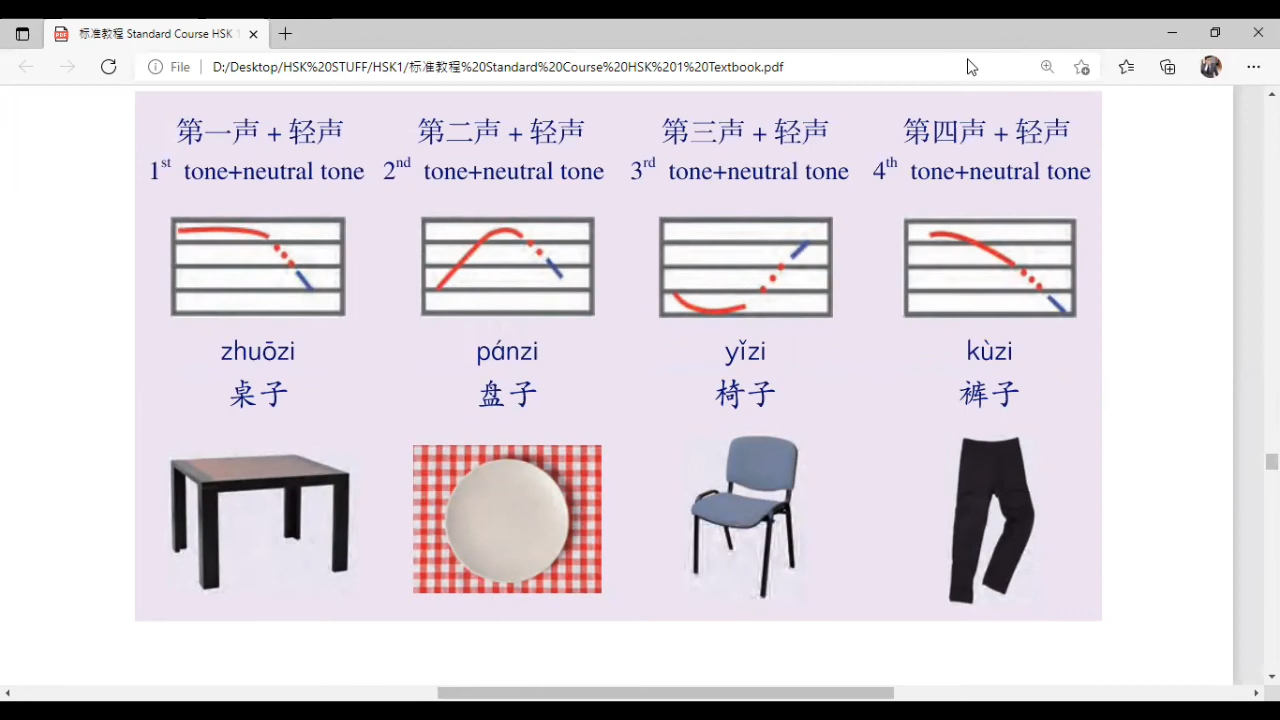 标准教程 Standard Course HSK 1
File
D:/Desktop/HSK%20STUFF/HSK1/标准教程%20Standard%20Course%20HSK%201%20Textbook.pdf
第一声 + 轻声 第二声 + 轻声 第三声 + 轻声 第四声 + 轻声
1st tone+neutral tone 2nd tone+neutral tone 3rd tone+neutral tone 4th tone+neutral tone
zhuōzi pánzi yǐzi kùzi
桌子 盘子 椅子 裤子